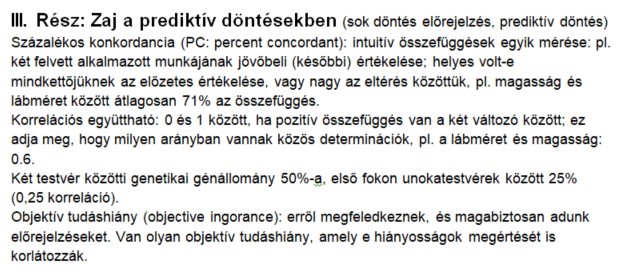 III. Rész: Zaj a prediktív döntésekben (sok döntés előrejelzés, prediktív döntés)
Százalékos konkordancia (PC: percent concordant): intuitív összefüggések egyik mérése: pl.
két felvett alkalmazott munkájának jövőbeli (későbbi) értékelése; helyes volt-e
mindkettőjüknek az előzetes értékelése, vagy nagy az eltérés közöttük, pl. magasság és
lábméret között átlagosan 71% az összefüggés.
Korrelációs együttható: 0 és 1 között, ha pozitív összefüggés van a két változó között; ez
adja meg, hogy milyen arányban vannak közös determinációk, pl. a lábméret és magasság:
0.6.
Két testvér közötti genetikai génállomány 50%-a, első fokon unokatestvérek között 25%
(0,25 korreláció).
Objektív tudáshiány (objective ingorance): erről megfeledkeznek, és magabiztosan adunk
előrejelzéseket. Van olyan objektív tudáshiány, amely e hiányosságok megértését is
korlátozzák.